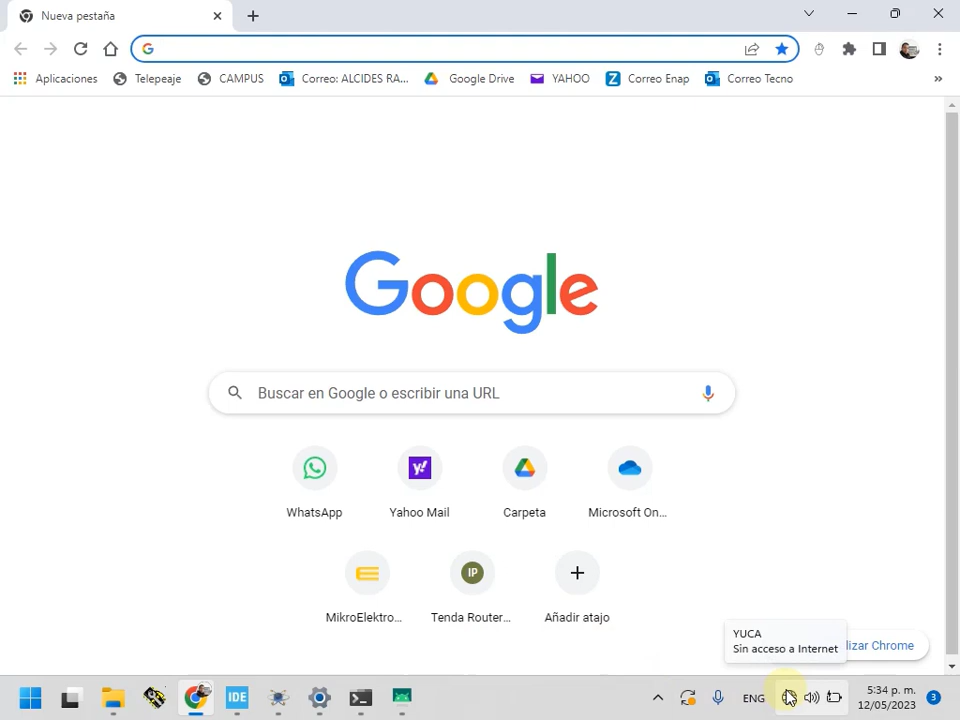 Nueva pestaña
Aplicaciones
Telepeaje
CAMPUS
Correo: ALCIDES RA...
Google Drive
YAHOO
Correo Enap
Correo Tecno
»
Google
Buscar en Google o escribir una URL
WhatsApp
Yahoo Mail
Carpeta
Microsoft On...
IP
MikroElektro...
Tenda Router...
Añadir atajo
YUCA
Sin acceso a Internet
lizar Chrome
IDE
ENG
5:34 p. m.
12/05/2023
3